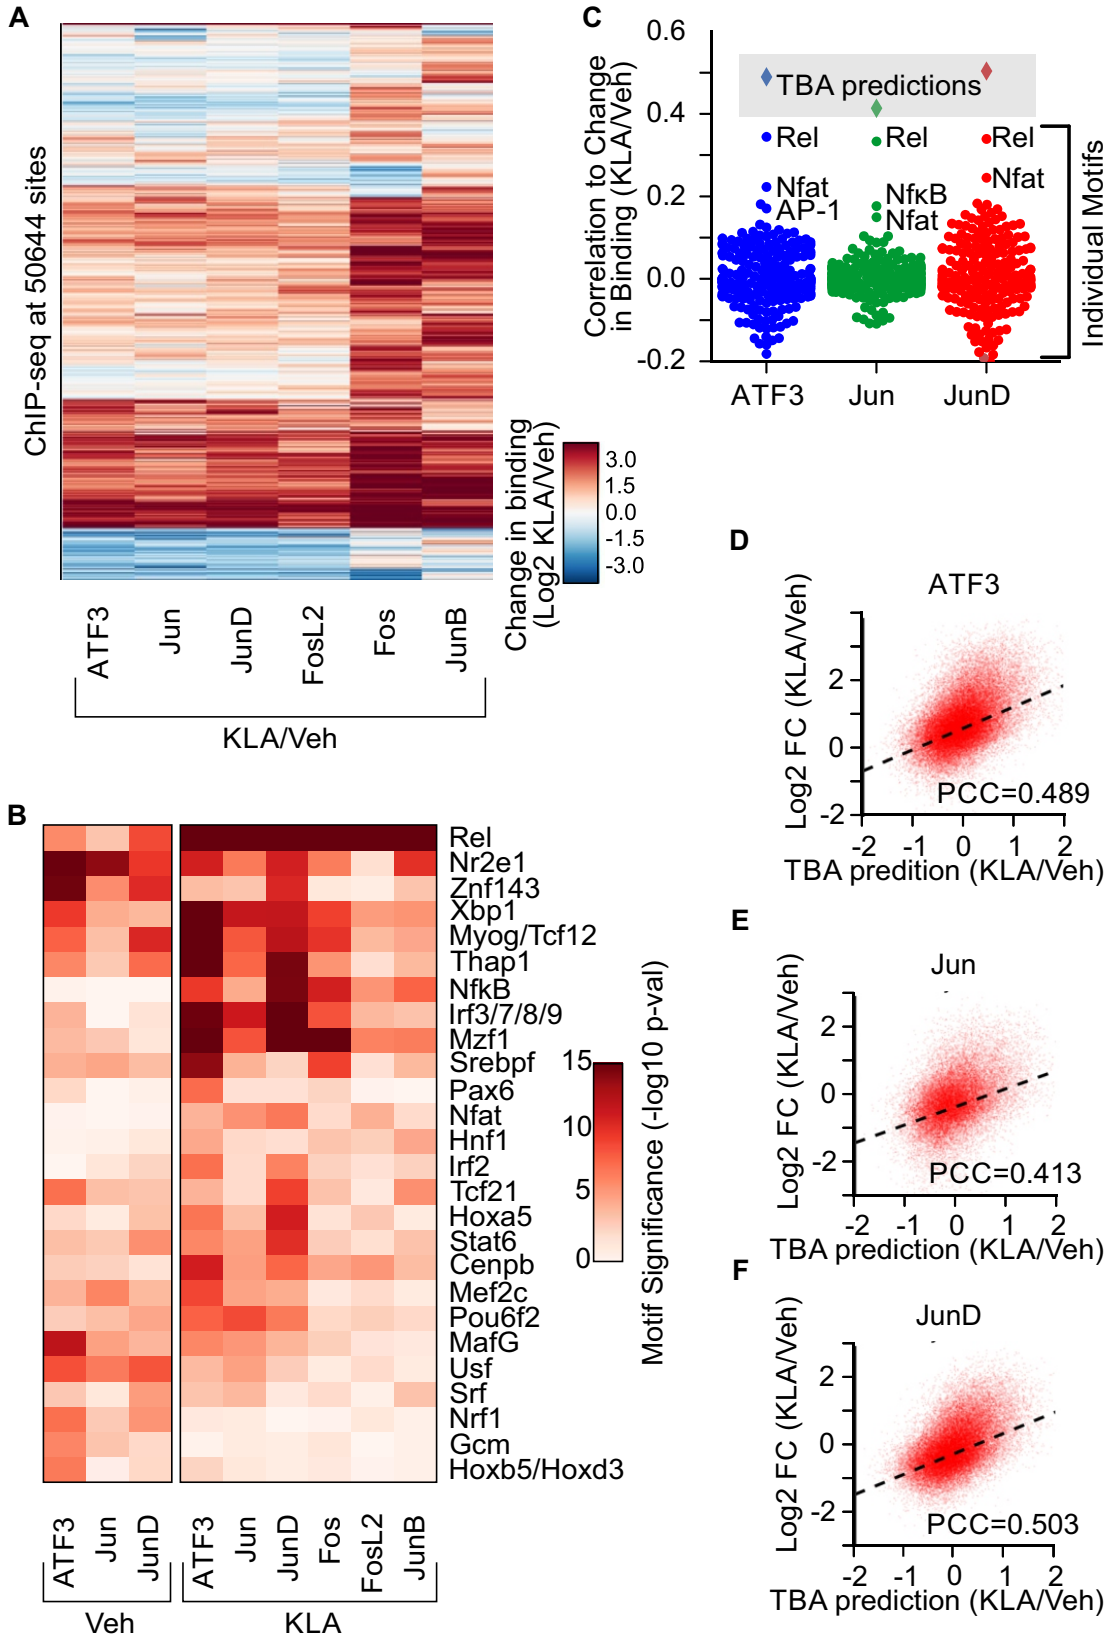 A
ChIP-seq at 50644 sites
ATF3
Jun
JunD
FosL2
Fos
JunB
KLA/Veh
Change in binding
(Log2 KLA/Veh)
3.0
1.5
0.0
-1.5
-3.0
B
Rel
Nr2e1
Znf143
Xbp1
Myog/Tcf12
Thap1
NfkB
Irf3/7/8/9
Mzf1
Srebpf
Pax6
Nfat
Hnf1
Irf2
Tcf21
Hoxa5
Stat6
Cenpb
Mef2c
Pou6f2
MafG
Usf
Srf
Nrf1
Gcm
Hoxb5/Hoxd3
ATF3
Jun
JunD
Veh
ATF3
Jun
JunD
Fos
FosL2
JunB
KLA
15
10
5
0
Motif Significance (-log10 p-val)
C
Correlation to Change
in Binding (KLA/Veh)
0.6
0.4
0.2
0.0
-0.2
TBA predictions
Rel
Nfat
AP-1
Rel
NfκB
Nfat
Rel
Nfat
Individual Motifs
ATF3
Jun
JunD
D
ATF3
Log2 FC (KLA/Veh)
2
0
-2
PCC=0.489
-2 -1 0 1 2
TBA predition (KLA/Veh)
E
Jun
Log2 FC (KLA/Veh)
2
0
-2
PCC=0.413
-2 -1 0 1 2
TBA prediction (KLA/Veh)
F
JunD
Log2 FC (KLA/Veh)
2
0
-2
PCC=0.503
-2 -1 0 1 2
TBA prediction (KLA/Veh)